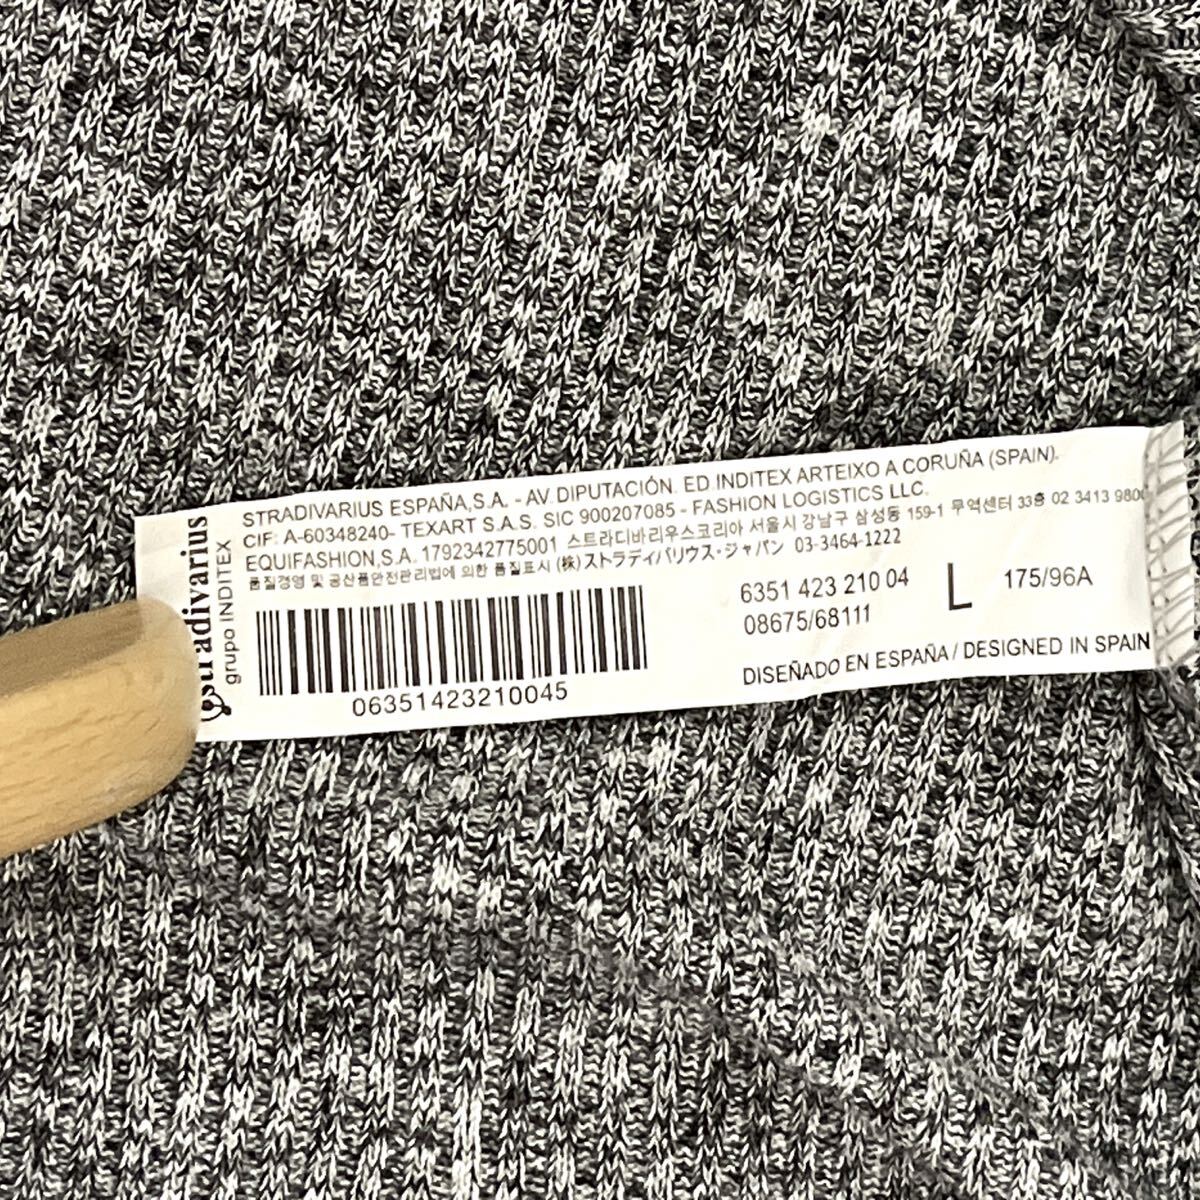 stradivarius
grupo INDITEX
STRADIVARIUS ESPAÑA,S.A. - AV. DIPUTACIÓN. ED INDITEX ARTEIXO A CORUÑA (SPAIN).
CIF: A-60348240- TEXART S.A.S. SIC 900207085 - FASHION LOGISTICS LLC.
EQUIFASHION,S.A. 1792342775001 스트라디바리우스코리아 서울시 강남구 삼성동 159-1 무역센터 33층 02 3413 9800
품질경영 및 공산품안전관리법에 의한 품질표시 (株)ストラディバリウス・ジャパン 03-3464-1222
06351423210045
6351 423 210 04
08675/68111
L
175/96A
DISEÑADO EN ESPAÑA / DESIGNED IN SPAIN